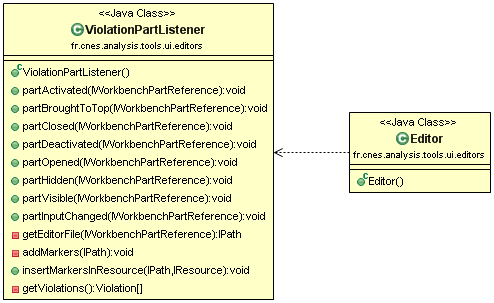 <<Java Class>>
ViolationPartListener
fr.cnes.analysis.tools.ui.editors
ViolationPartListener()
partActivated(IWorkbenchPartReference):void
partBroughtToTop(IWorkbenchPartReference):void
partClosed(IWorkbenchPartReference):void
partDeactivated(IWorkbenchPartReference):void
partOpened(IWorkbenchPartReference):void
partHidden(IWorkbenchPartReference):void
partVisible(IWorkbenchPartReference):void
partInputChanged(IWorkbenchPartReference):void
getEditorFile(IWorkbenchPartReference):IPath
addMarkers(IPath):void
insertMarkersInResource(IPath,IResource):void
getViolations():Violation[]
<<Java Class>>
Editor
fr.cnes.analysis.tools.ui.editors
Editor()